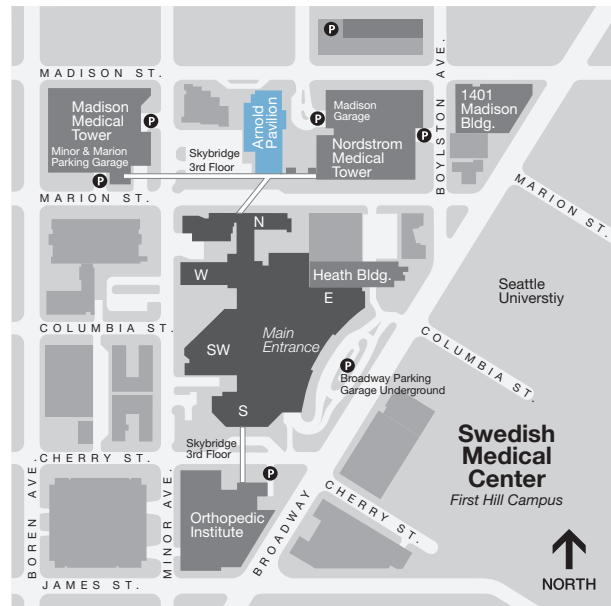 P
BOYLSTON AVE.
MADISON ST.
Madison
Medical
Tower
Minor & Marion
Parking Garage
P
P
Arnold
Pavilion
P
Madison
Garage
Nordstrom
Medical
Tower
P
1401
Madison
Bldg.
Skybridge
3rd Floor
MARION ST.
MARION ST.
N
W
Heath Bldg.
E
Seattle
Universtiy
COLUMBIA ST.
COLUMBIA ST.
SW
Main
Entrance
P
Broadway Parking
Garage Underground
S
Skybridge
3rd Floor
CHERRY ST.
P
CHERRY ST.
Swedish
Medical
Center
First Hill Campus
BOREN AVE.
MINOR AVE.
Orthopedic
Institute
BROADWAY
JAMES ST.
NORTH